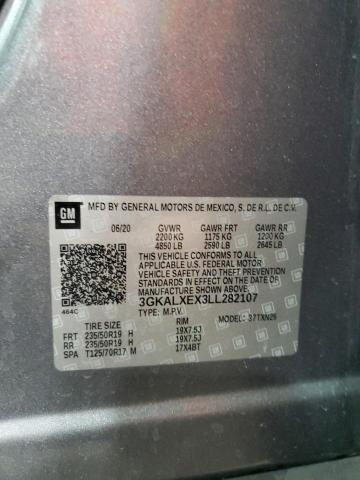 GM
MFD BY GENERAL MOTORS DE MEXICO, S. DE R.L. DE C.V.
06/20 GVWR GAWR FRT GAWR RR
2200 KG 1175 KG 1200 KG
4850 LB 2590 LB 2645 LB
THIS VEHICLE CONFORMS TO ALL APPLICABLE
U.S. FEDERAL MOTOR
VEHICLE SAFETY AND
THEFT PREVENTION STANDARDS IN EFFECT ON THE
DATE OF MANUFACTURE SHOWN ABOVE.
464C
3GKALXEX3LL282107
TYPE: M.P.V. MODEL: 37TXN26
TIRE SIZE RIM
FRT 235/50R19 H 19X7.5J
RR 235/50R19 H 19X7.5J
SPA T125/70R17 M 17X4BT